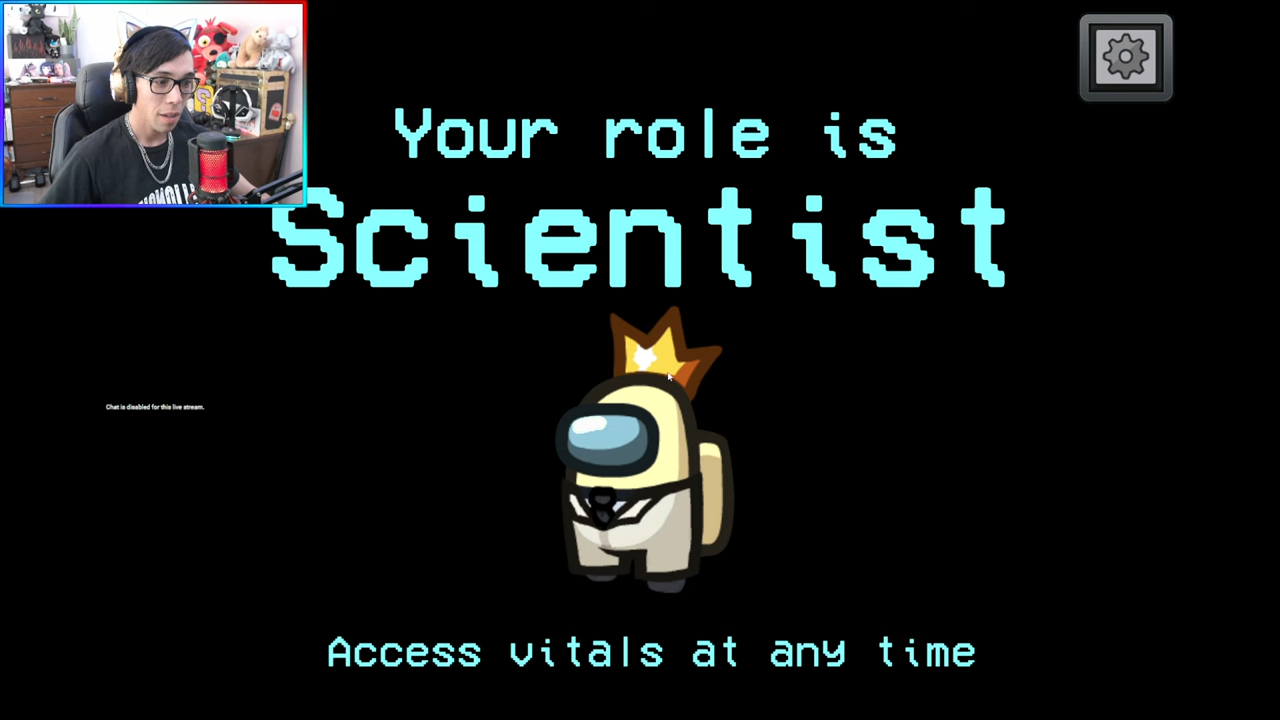 Your role is
Scientist
Chat is disabled for this live stream.
Access vitals at any time